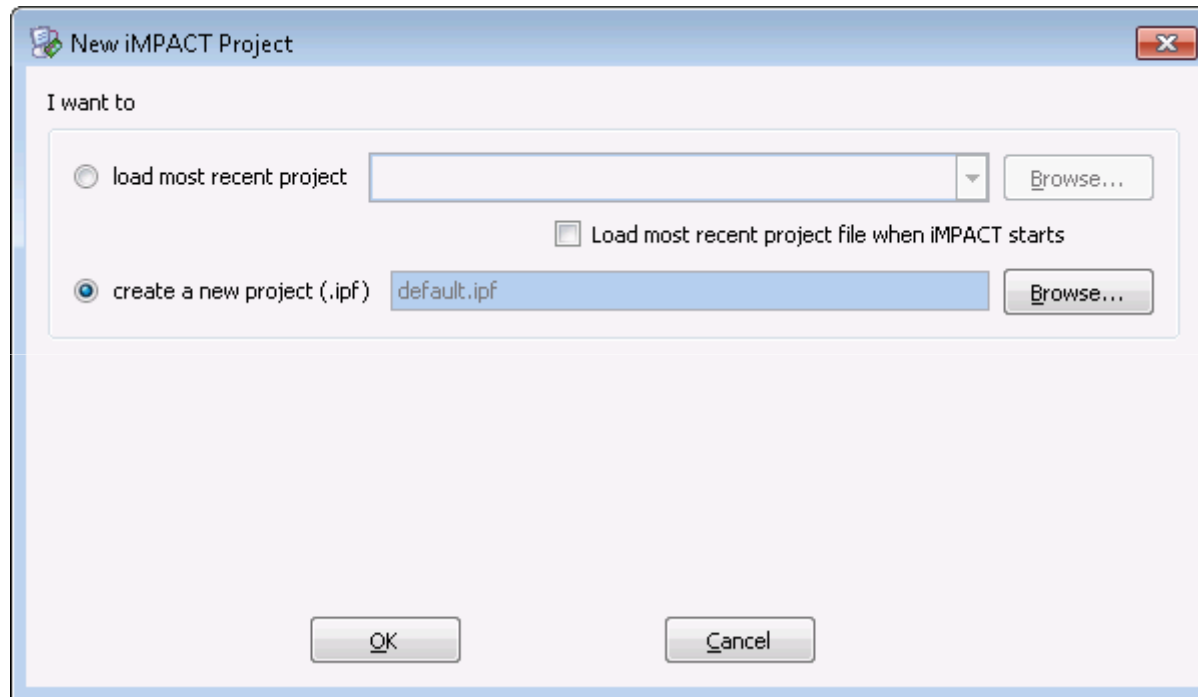 New iMPACT Project
I want to
load most recent project
Browse...
Load most recent project file when iMPACT starts
create a new project (.ipf)
default.ipf
Browse...
OK
Cancel